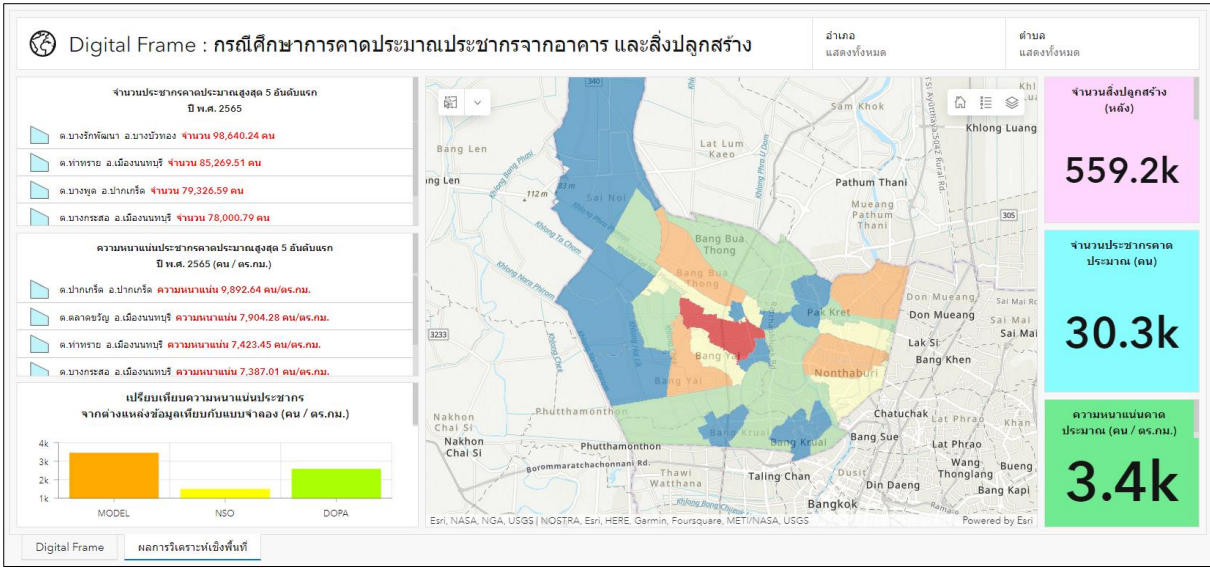 Digital Frame : กรณีศึกษาการคาดประมาณประชากรจากอาคาร และสิ่งปลูกสร้าง
อำเภอ
แสดงทั้งหมด
ตำบล
แสดงทั้งหมด
จำนวนประชากรคาดประมาณสูงสุด 5 อันดับแรก
ปี พ.ศ. 2565
ต.บางรักพัฒนา อ.บางบัวทอง จำนวน 98,640.24 คน
ต.ท่าทราย อ.เมืองนนทบุรี จำนวน 85,269.51 คน
ต.บางพูด อ.ปากเกร็ด จำนวน 79,326.59 คน
ต.บางกระสอ อ.เมืองนนทบุรี จำนวน 78,000.79 คน
ความหนาแน่นประชากรคาดประมาณสูงสุด 5 อันดับแรก
ปี พ.ศ. 2565 (คน / ตร.กม.)
ต.ปากเกร็ด อ.ปากเกร็ด ความหนาแน่น 9,892.64 คน/ตร.กม.
ต.ตลาดขวัญ อ.เมืองนนทบุรี ความหนาแน่น 7,904.28 คน/ตร.กม.
ต.ท่าทราย อ.เมืองนนทบุรี ความหนาแน่น 7,423.45 คน/ตร.กม.
ต.บางกระสอ อ.เมืองนนทบุรี ความหนาแน่น 7,387.01 คน/ตร.กม.
เปรียบเทียบความหนาแน่นประชากร
จากต่างแหล่งข้อมูลเทียบกับแบบจำลอง (คน / ตร.กม.)
4k
3k
2k
1k
MODEL
NSO
DOPA
340
Sam Khok
Khlong Luang
Bang Len
Lat Lum
Kaeo
Khlong Phra U Dom
ng Len
Khlong Bang Phasi
112 m
83 m
Sai Noi
Pathum Thani
Mueang
Pathum
Thani
305
Khlong Ta Chom
Khlong Nara Phirom
Bang Bua
Thong
Bang Bua
Thong
Don Mueang
Sai Mai
Don Mueang
Sai Mai
Sai Mai
Pak Kret
3233
Khlong Chek
Lak Si
Bang Khen
Bang Yai
Bang Yai
Nonthaburi
Nakhon
Chai Si
Nakhon
Chai Si
Phutthamonthon
Phutthamonthon
Bang Kruai
Bang Kruai
Chatuchak
Lat Phrao
Khan
Bang Sue
Lat Phrao
Borommaratchachonnani Rd.
Thawi
Watthana
Taling Chan
Dusit
Din Daeng
Wang
Thonglang
Bueng
Bang Kapi
Bangkok
Esri, NASA, NGA, USGS | NOSTRA, Esri, HERE, Garmin, Foursquare, METI/NASA, USGS
Powered by Esri
จำนวนสิ่งปลูกสร้าง
(หลัง)
559.2k
จำนวนประชากรคาด
ประมาณ (คน)
30.3k
ความหนาแน่นคาด
ประมาณ (คน / ตร.กม.)
3.4k
Digital Frame
ผลการวิเคราะห์เชิงพื้นที่